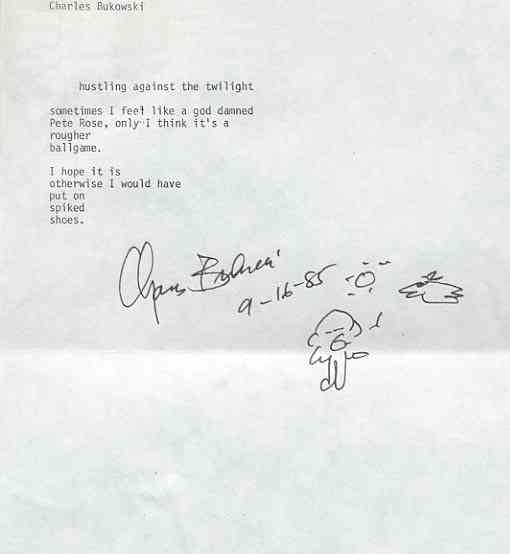 Charles Bukowski
hustling against the twilight
sometimes I feel like a god damned
Pete Rose, only I think it's a
rougher
ballgame.
I hope it is
otherwise I would have
put on
spiked
shoes.
Charles Bukowski
9-16-85